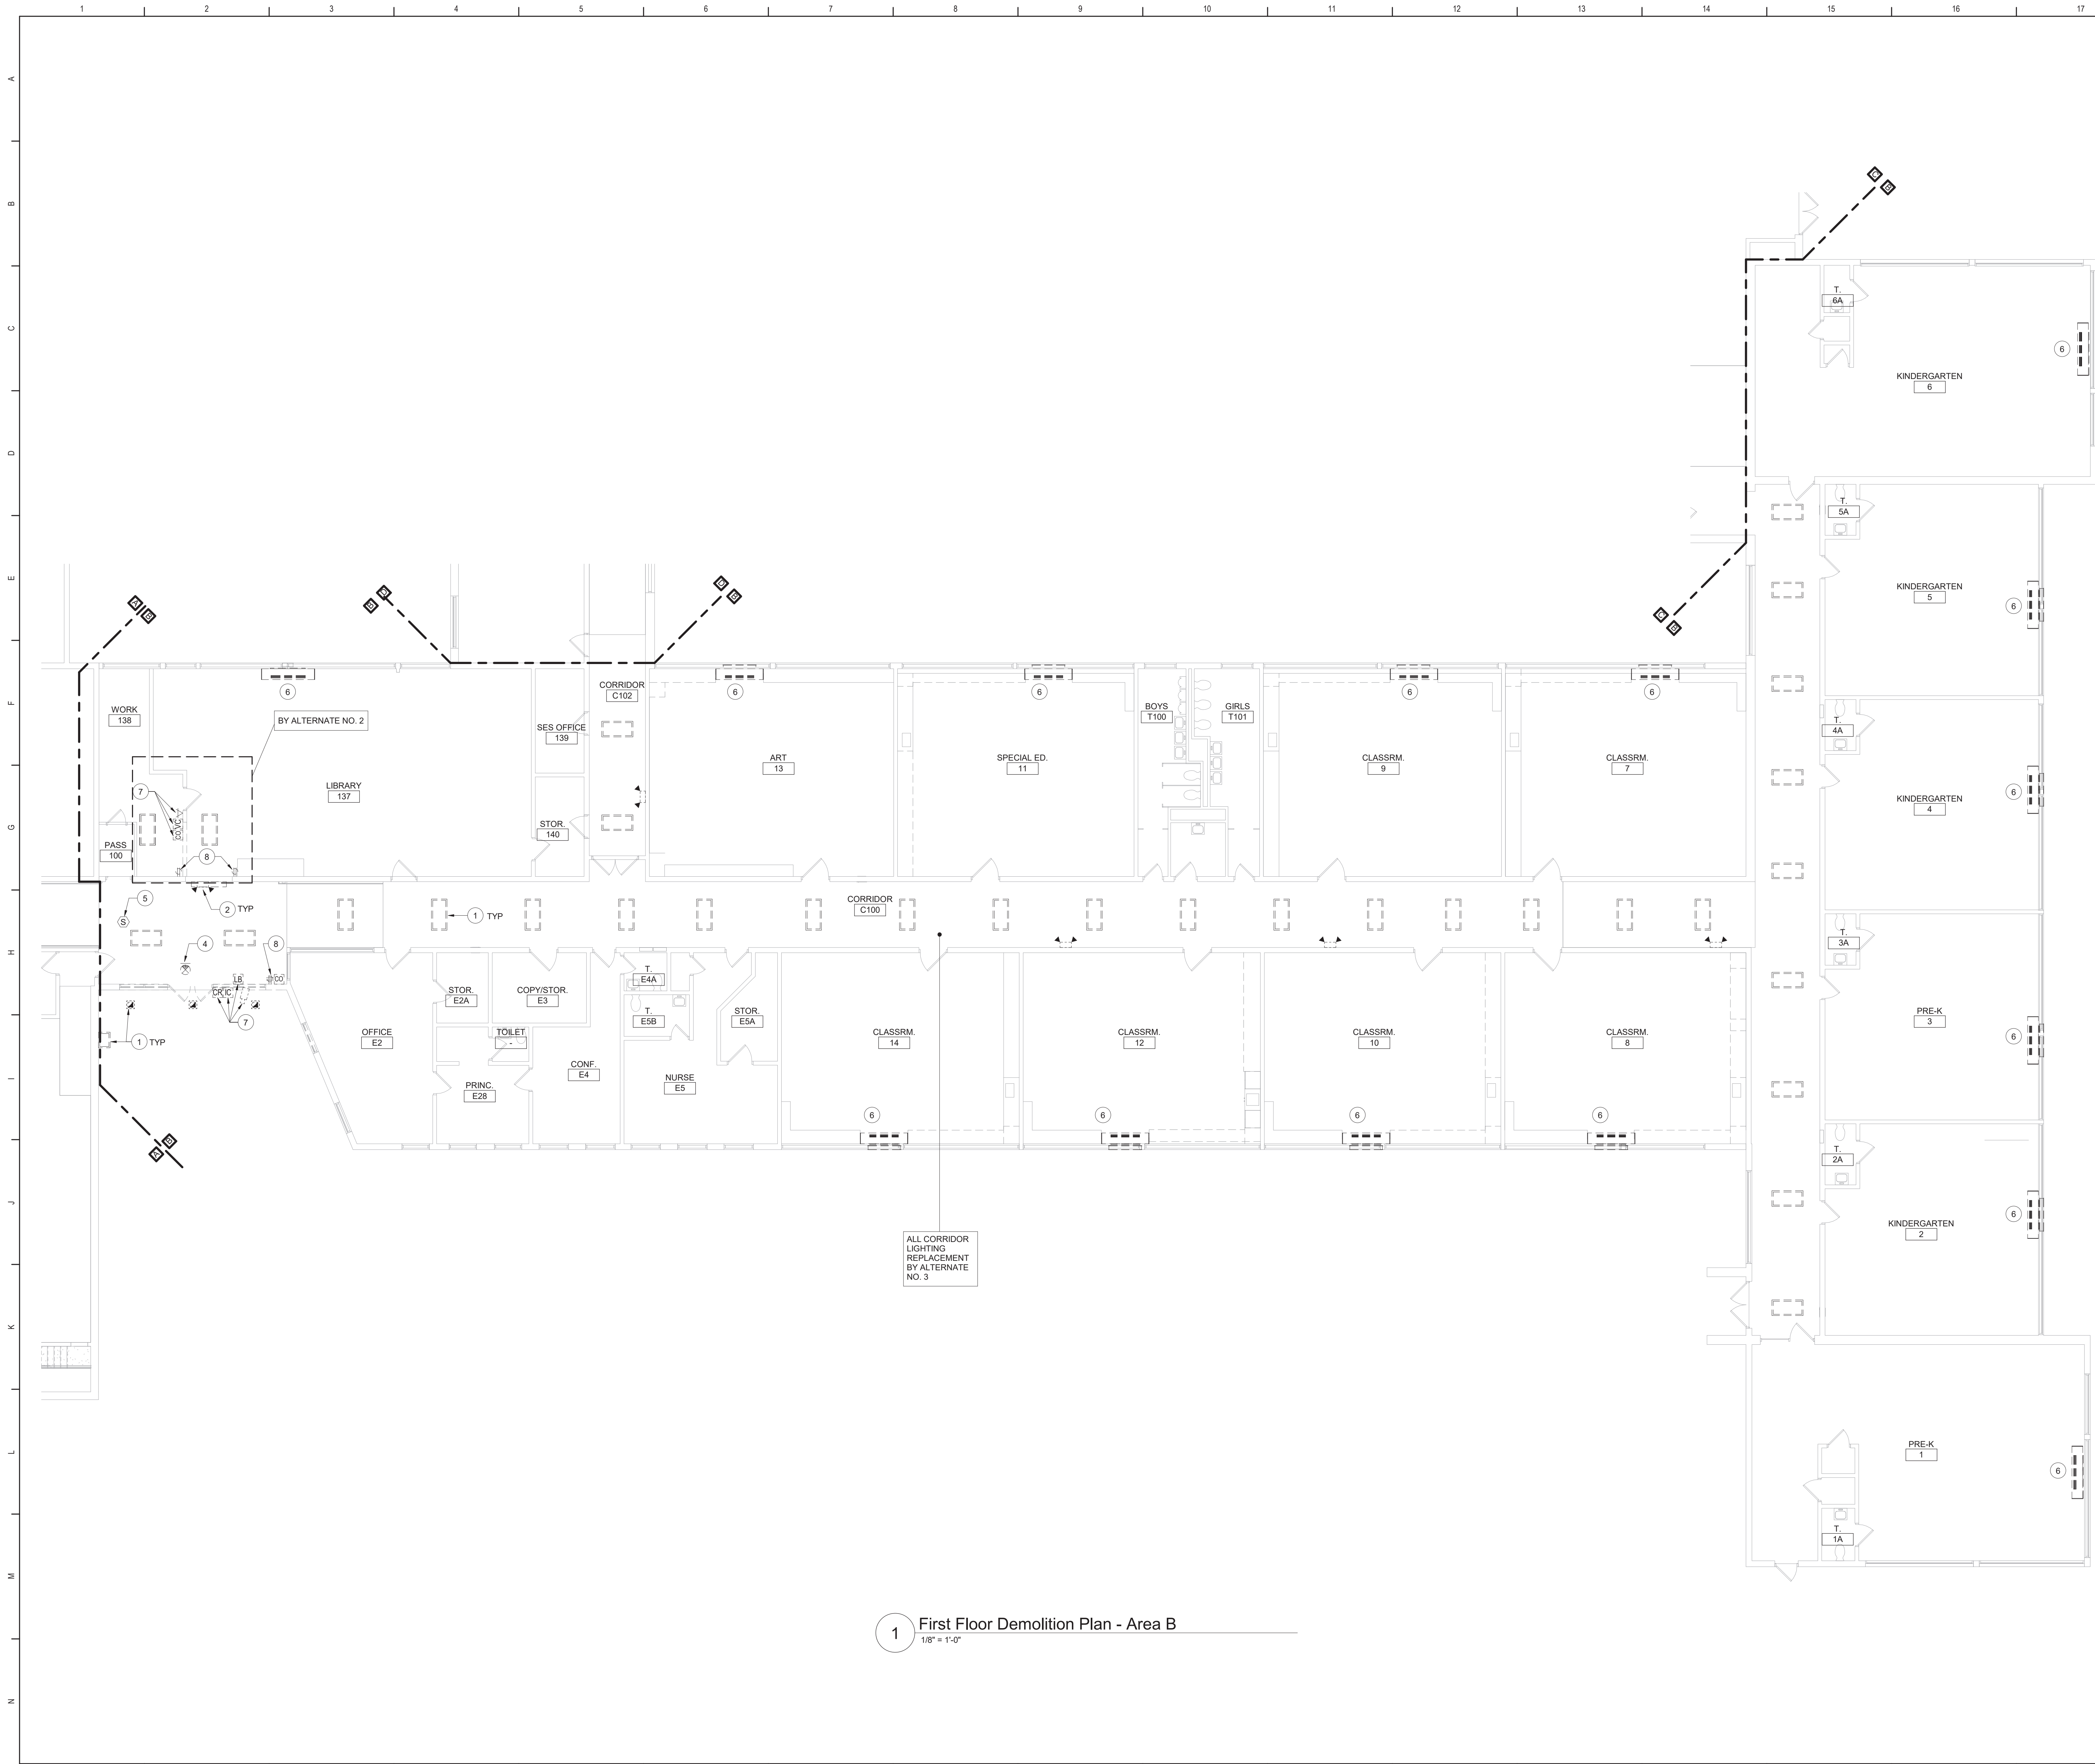 1 2 3 4 5 6 7 8 9 10 11 12 13 14 15 16 17
A
B
C
D
E
F
G
H
I
J
K
L
M
N
C
B
T.
6A
6
KINDERGARTEN
6
T.
5A
A
B
D
B
D
B
C
B
KINDERGARTEN
5
6
6
6
6
6
6
CORRIDOR
C102
WORK
138
BY ALTERNATE NO. 2
SES OFFICE
139
BOYS
T100
GIRLS
T101
T.
4A
ART
13
SPECIAL ED.
11
CLASSRM.
9
CLASSRM.
7
LIBRARY
137
7
CO VC
KINDERGARTEN
4
6
STOR.
140
PASS
100
8
5
2 TYP
S
1 TYP
CORRIDOR
C100
T.
3A
4
8
LB
CO
CR IC
7
1 TYP
STOR.
E2A
COPY/STOR.
E3
T.
E4A
T.
E5B
STOR.
E5A
PRE-K
3
6
OFFICE
E2
TOILET
-
CLASSRM.
14
CLASSRM.
12
CLASSRM.
10
CLASSRM.
8
CONF.
E4
NURSE
E5
PRINC.
E28
6
6
6
6
A
B
T.
2A
KINDERGARTEN
2
6
ALL CORRIDOR
LIGHTING
REPLACEMENT
BY ALTERNATE
NO. 3
PRE-K
1
6
T.
1A
1
First Floor Demolition Plan - Area B
1/8" = 1'-0"